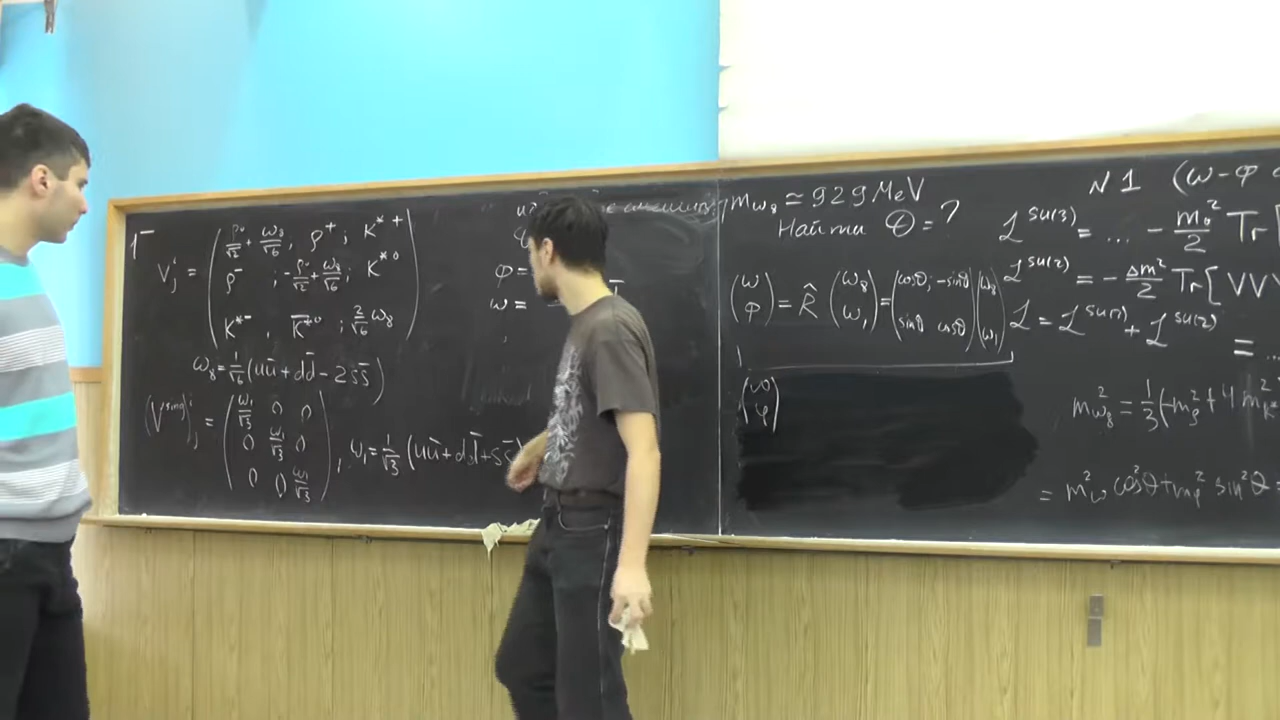 1⁻
V^i_j = ( ρ⁰/√2 + ω₈/√6, ρ⁺; K*⁺
ρ⁻ ; -ρ⁰/√2 + ω₈/√6; K*⁰
K*⁻, K̄*⁰ ; 2/√6 ω₈ )
ω₈ = 1/√6 (uū + dd̄ - 2ss̄)
(V^sing)^i_j = ( ω₁/√3 0 0
0 ω₁/√3 0
0 0 ω₁/√3 ), ω₁ = 1/√3 (uū + dd̄ + ss̄)
φ =
ω =
m_ω₈ ≃ 929 MeV
Найти Θ = ?
(ω φ) = R̂ (ω₈ ω₁) = (cosθ; -sinθ sinθ cosθ)(ω₈ ω₁)
(ω φ)
N1 (ω - φ
ℒ^SU(3) = ... - m₀²/2 Tr[
ℒ^SU(2) = - Δm²/2 Tr[VV
ℒ = ℒ^SU(3) + ℒ^SU(2)
= ...
m²_ω₈ = 1/3 (-m²_ρ + 4 m²_K
= m²_ω cos²θ + m_φ² sin²θ =